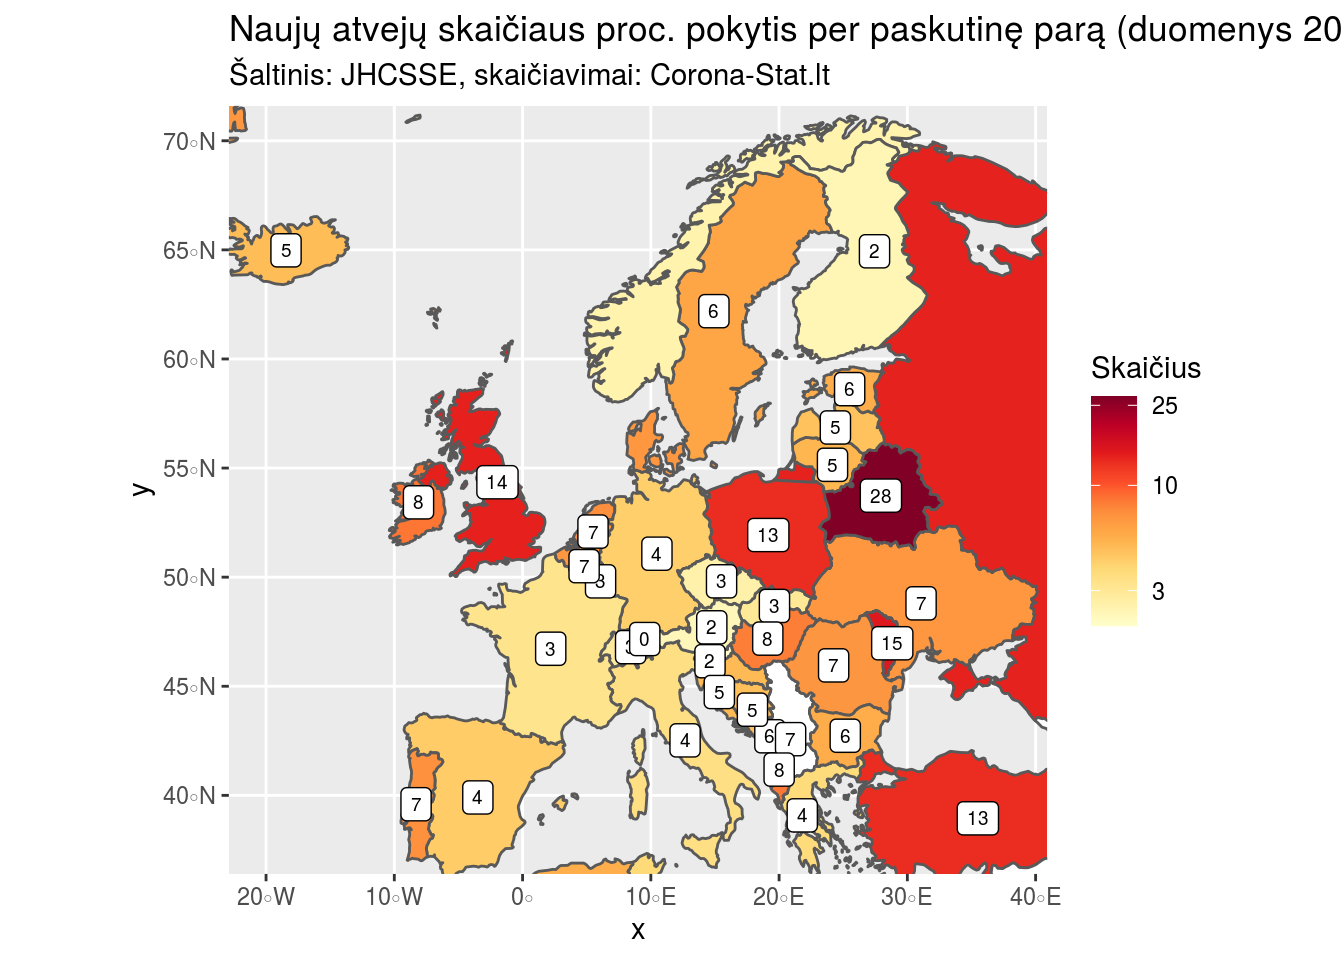 Naujų atvejų skaičiaus proc. pokytis per paskutinę parą (duomenys 20
Šaltinis: JHCSSE, skaičiavimai: Corona-Stat.lt
70°N
65°N
60°N
55°N
50°N
45°N
40°N
y
5
2
6
6
5
5
28
14
8
7
7
3
4
13
3
3
7
2
8
0
3
2
15
7
5
5
6
7
6
4
8
7
4
4
13
20°W
10°W
0°
10°E
20°E
30°E
40°E
x
Skaičius
25
10
3